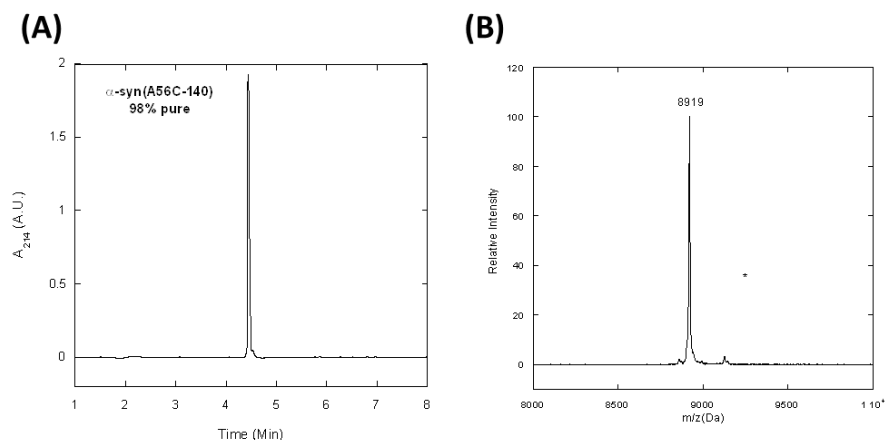 (A)
α-syn(A56C-140)
98% pure
2
1.5
1
0.5
0
A214 (A.U.)
1 2 3 4 5 6 7 8
Time (Min)
(B)
8919
120
100
80
60
40
20
0
Relative Intensity
*
8000 8500 9000 9500 1 10⁴
m/z(Da)